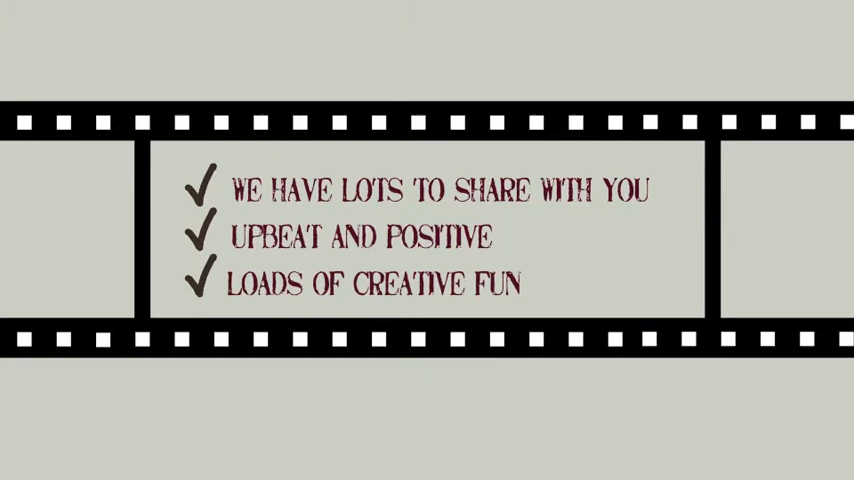 WE HAVE LOTS TO SHARE WITH YOU
UPBEAT AND POSITIVE
LOADS OF CREATIVE FUN